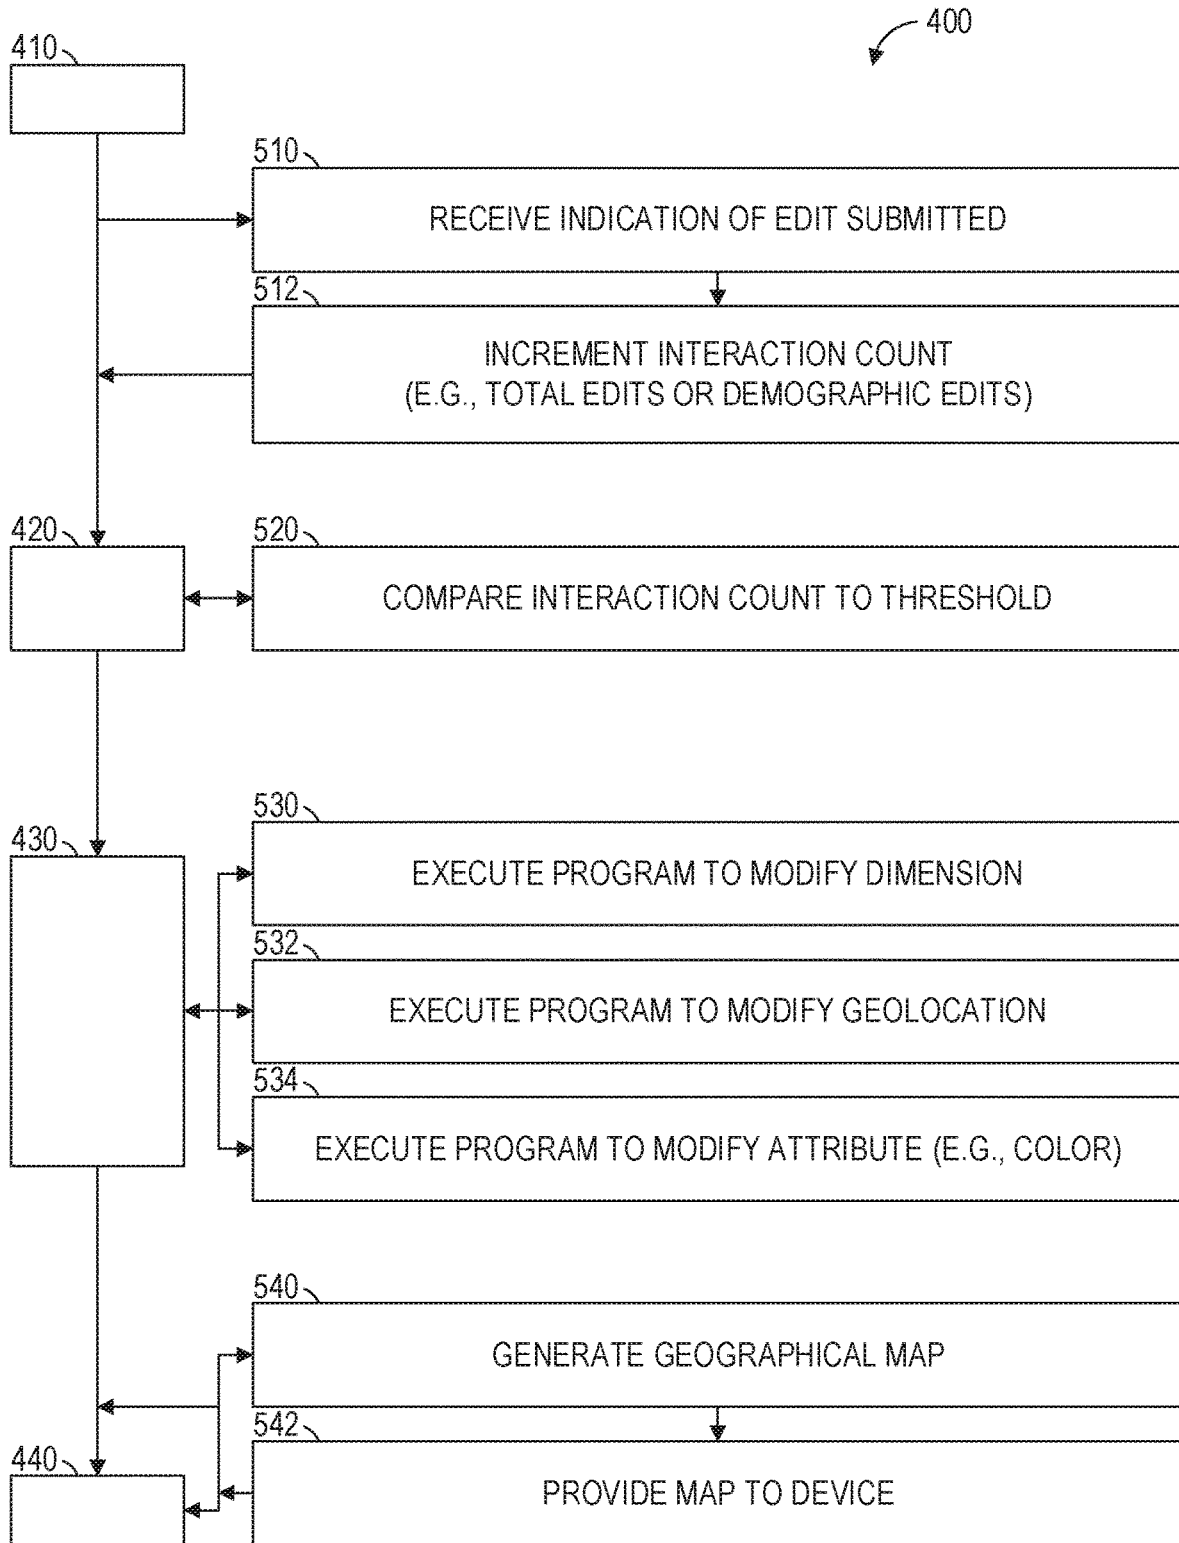 400
410
510
RECEIVE INDICATION OF EDIT SUBMITTED
512
INCREMENT INTERACTION COUNT
(E.G., TOTAL EDITS OR DEMOGRAPHIC EDITS)
420
520
COMPARE INTERACTION COUNT TO THRESHOLD
530
EXECUTE PROGRAM TO MODIFY DIMENSION
430
532
EXECUTE PROGRAM TO MODIFY GEOLOCATION
534
EXECUTE PROGRAM TO MODIFY ATTRIBUTE (E.G., COLOR)
540
GENERATE GEOGRAPHICAL MAP
542
PROVIDE MAP TO DEVICE
440